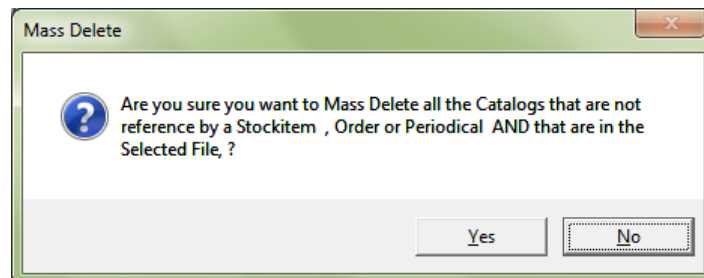 Mass Delete
Are you sure you want to Mass Delete all the Catalogs that are not
reference by a Stockitem , Order or Periodical AND that are in the
Selected File, ?
Yes
No